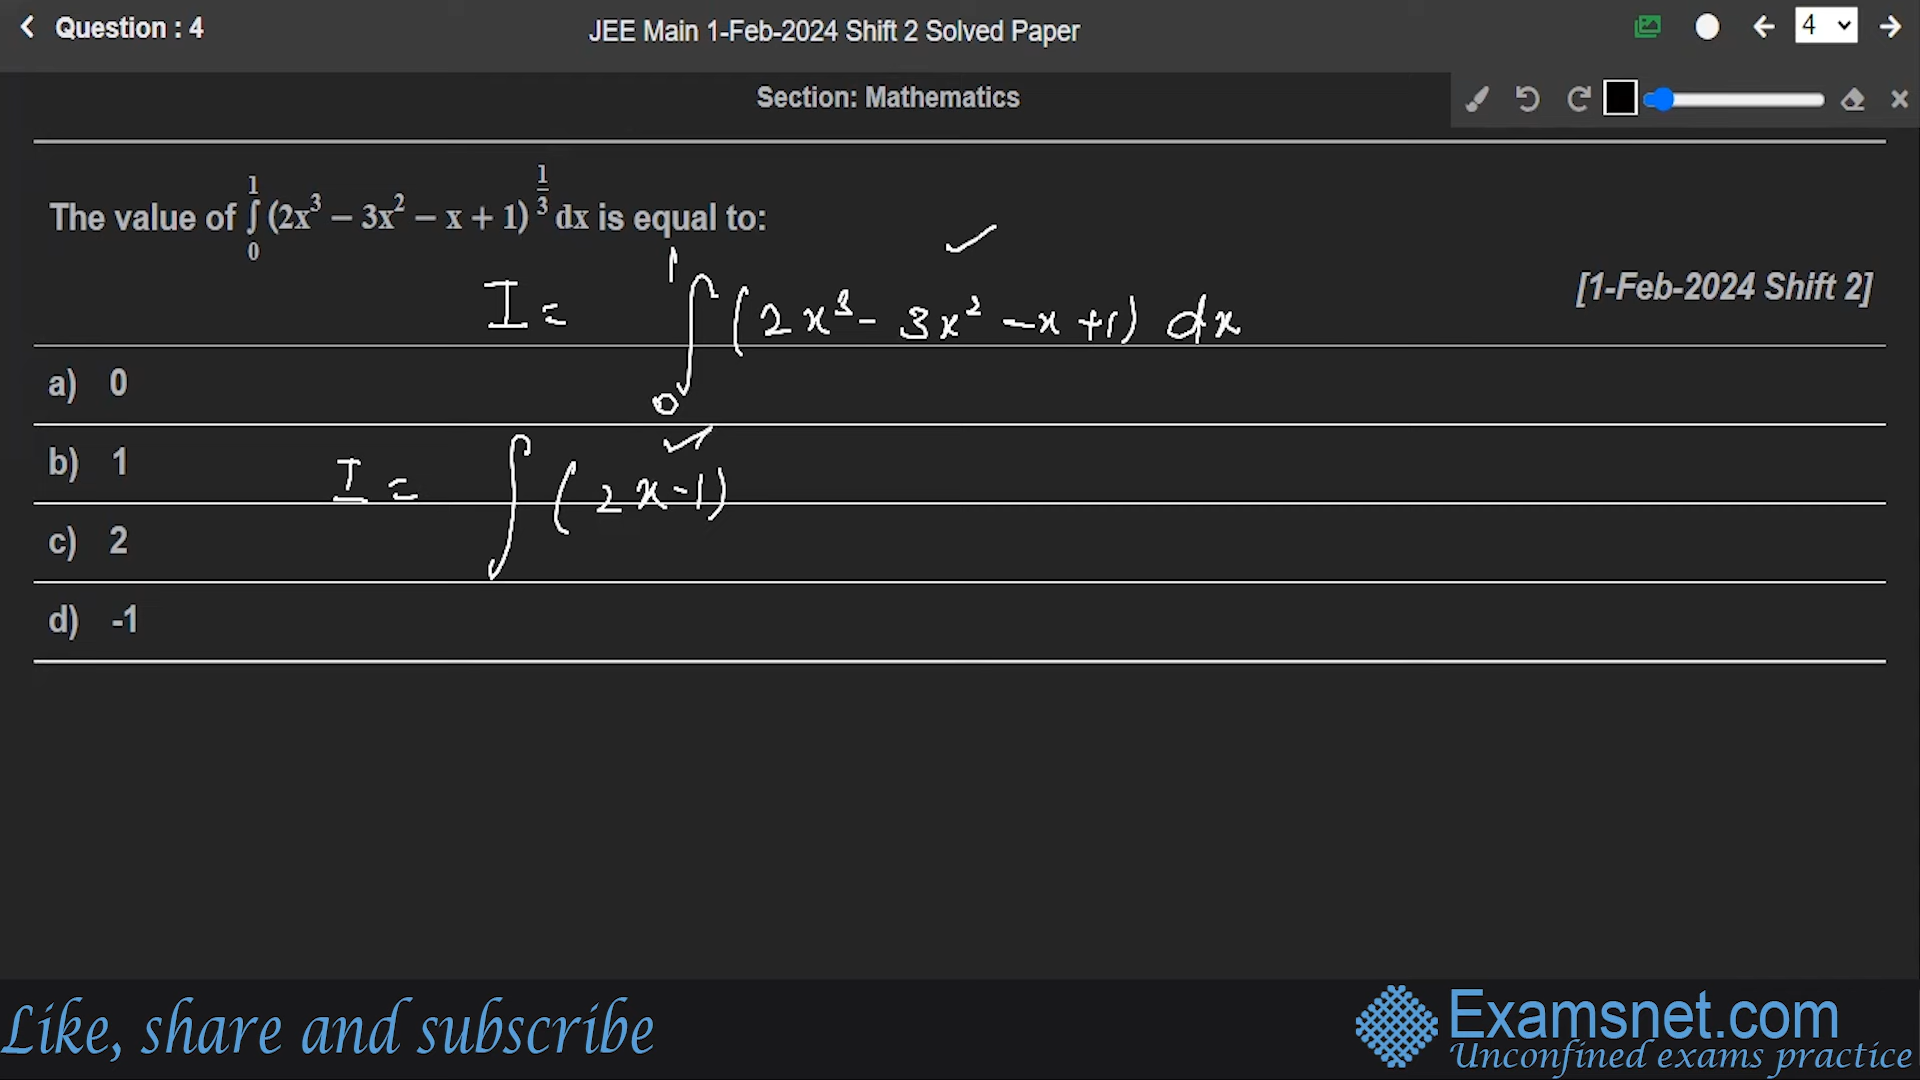 Question : 4
JEE Main 1-Feb-2024 Shift 2 Solved Paper
4
Section: Mathematics
The value of ∫₀¹ (2x³ − 3x² − x + 1)^(1/3) dx is equal to:
[1-Feb-2024 Shift 2]
I = ∫₀¹ (2x³ - 3x² - x + 1) dx
a) 0
b) 1
I = ∫ (2x - 1)
c) 2
d) -1
Like, share and subscribe
Examsnet.com
Unconfined exams practice